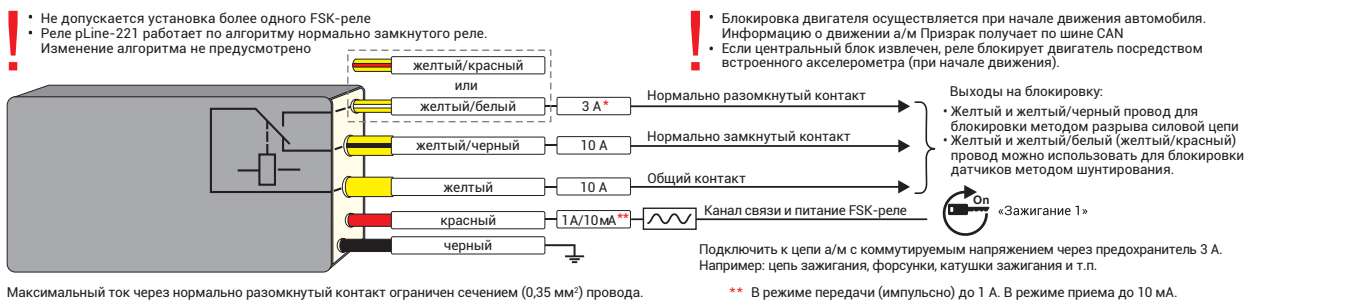 ! • Не допускается установка более одного FSK-реле
• Реле pLine-221 работает по алгоритму нормально замкнутого реле.
Изменение алгоритма не предусмотрено
! • Блокировка двигателя осуществляется при начале движения автомобиля.
Информацию о движении а/м Призрак получает по шине CAN
• Если центральный блок извлечен, реле блокирует двигатель посредством
встроенного акселерометра (при начале движения).
желтый/красный
или
желтый/белый
3 А*
Нормально разомкнутый контакт
желтый/черный
10 А
Нормально замкнутый контакт
желтый
10 А
Общий контакт
красный
1А/10мА**
Канал связи и питание FSK-реле
черный
Выходы на блокировку:
• Желтый и желтый/черный провод для
блокировки методом разрыва силовой цепи
• Желтый и желтый/белый (желтый/красный)
провод можно использовать для блокировки
датчиков методом шунтирования.
On
«Зажигание 1»
Подключить к цепи а/м с коммутируемым напряжением через предохранитель 3 А.
Например: цепь зажигания, форсунки, катушки зажигания и т.п.
Максимальный ток через нормально разомкнутый контакт ограничен сечением (0,35 мм²) провода.
** В режиме передачи (импульсно) до 1 А. В режиме приема до 10 мА.